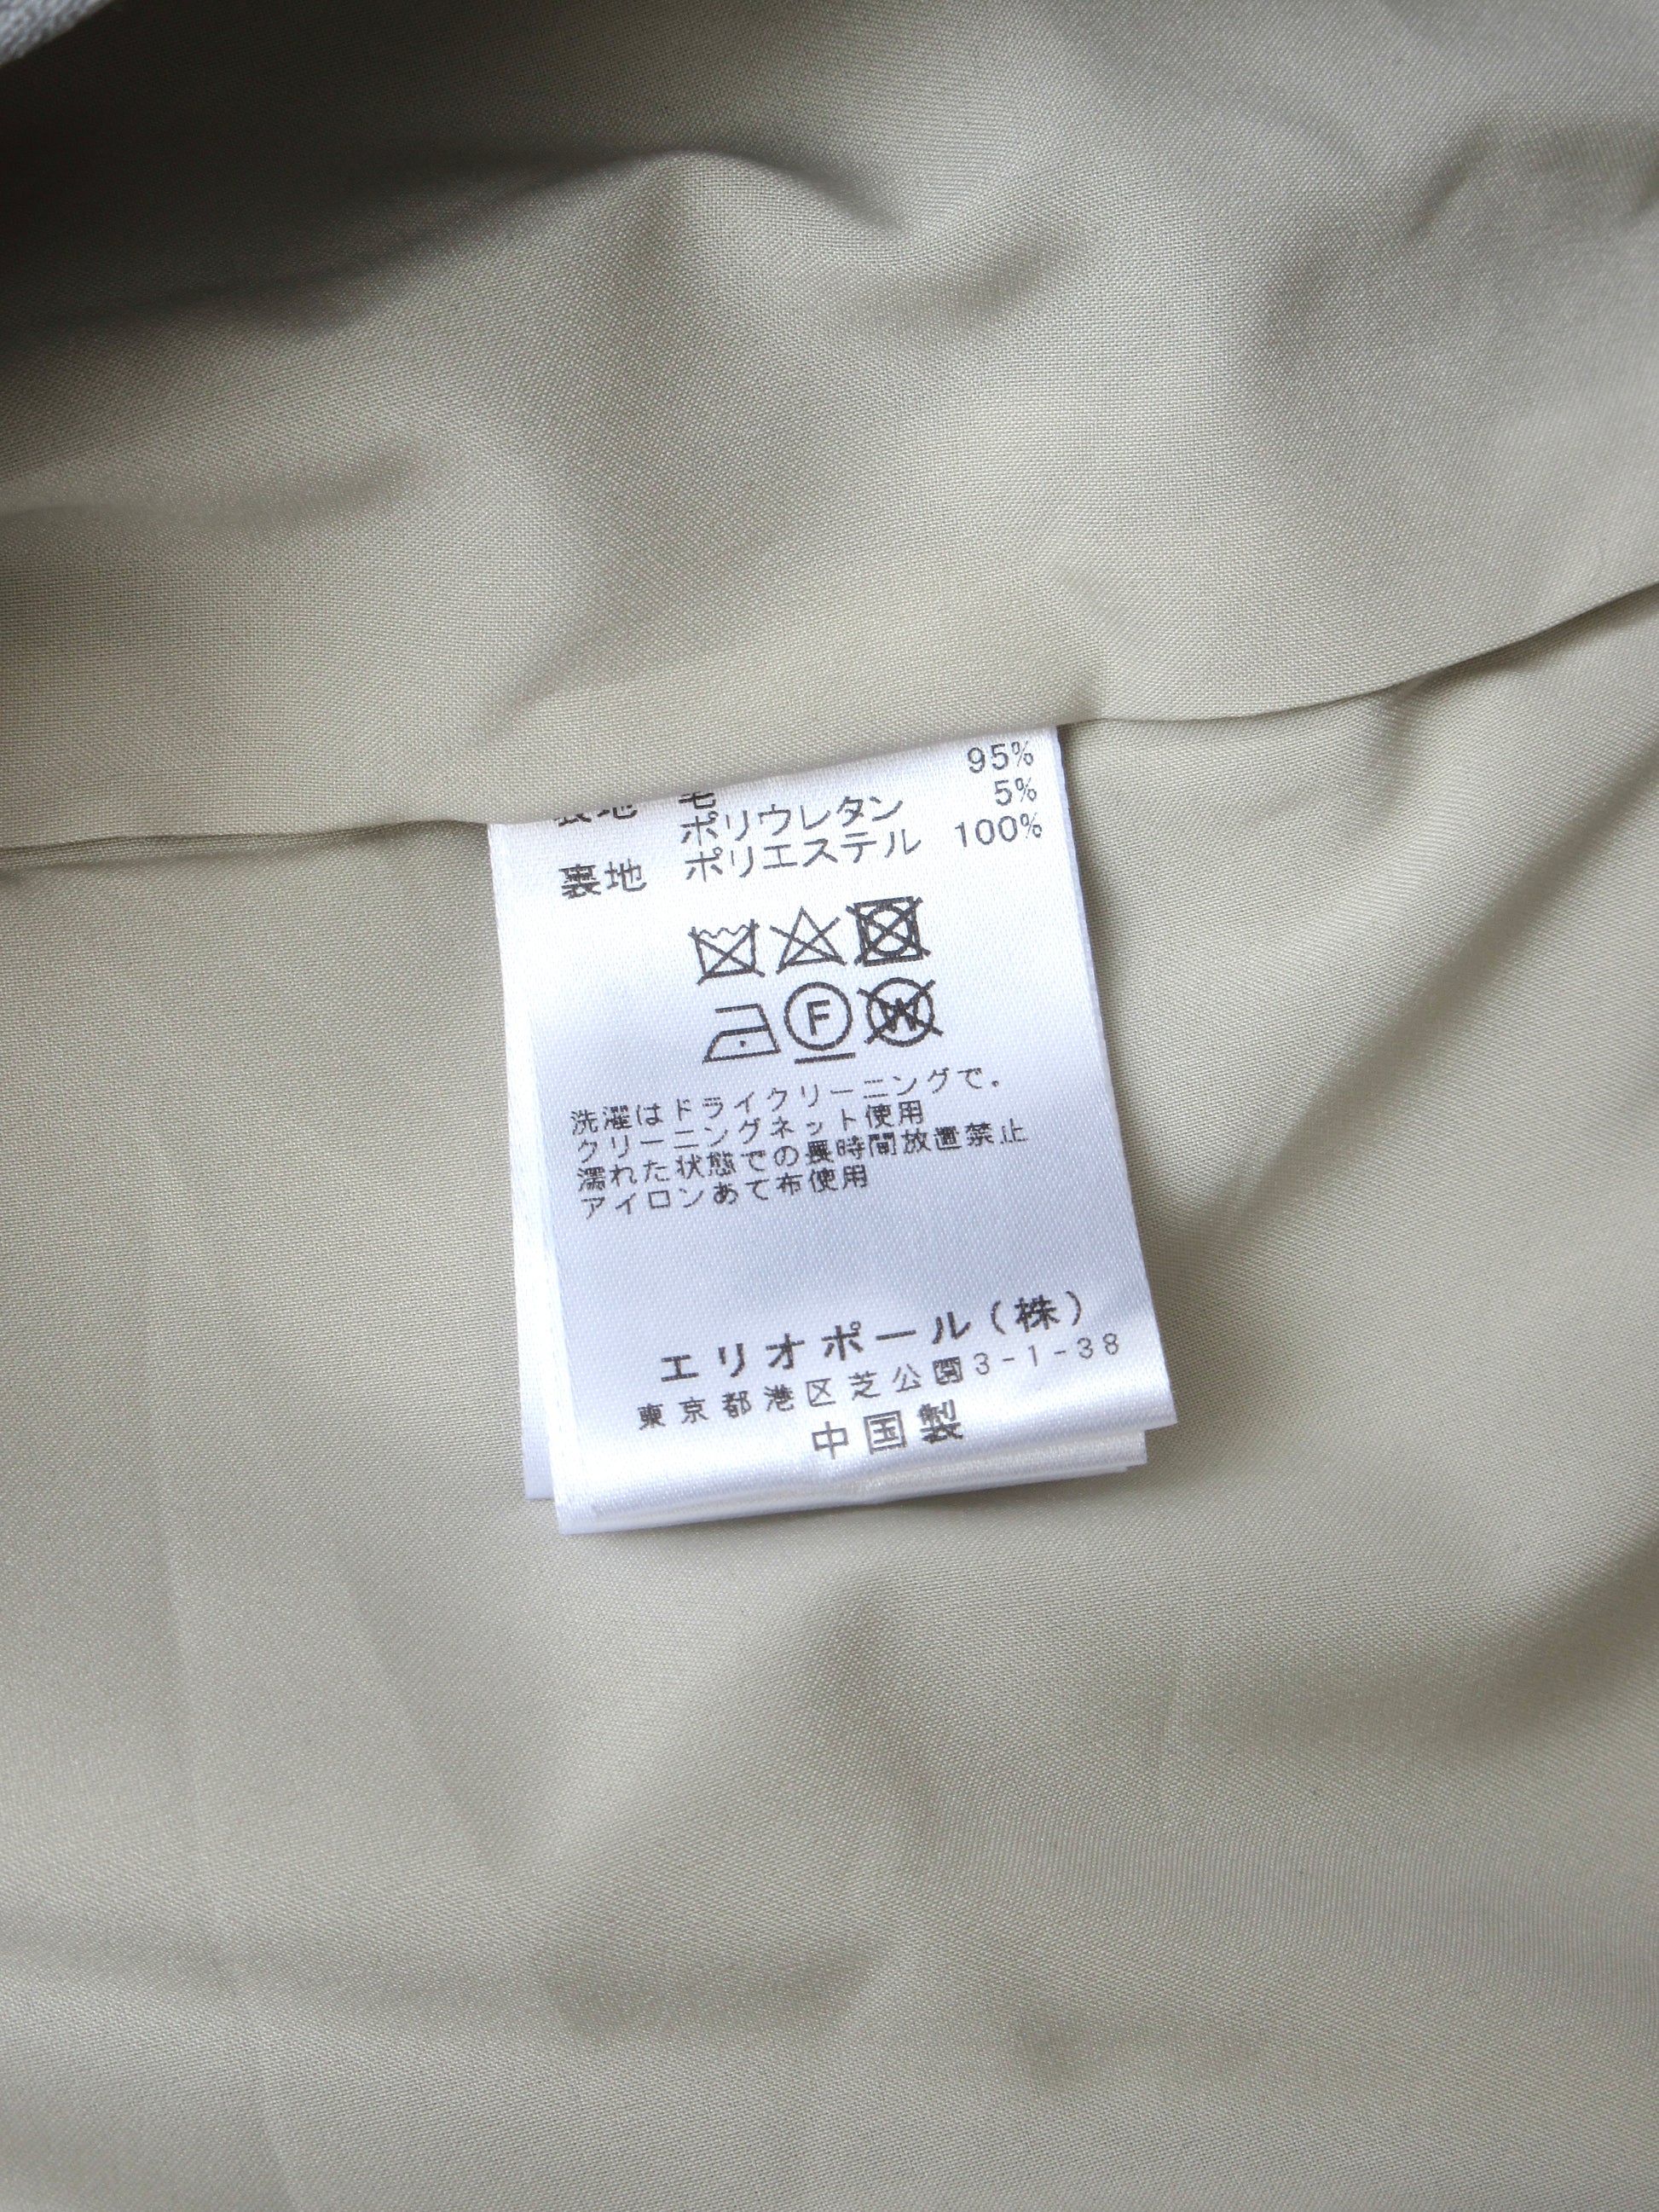 表地 毛 95%
ポリウレタン 5%
裏地 ポリエステル 100%
F W
洗濯はドライクリーニングで。
クリーニングネット使用
濡れた状態での長時間放置禁止
アイロンあて布使用
エリオポール(株)
東京都港区芝公園3-1-38
中国製